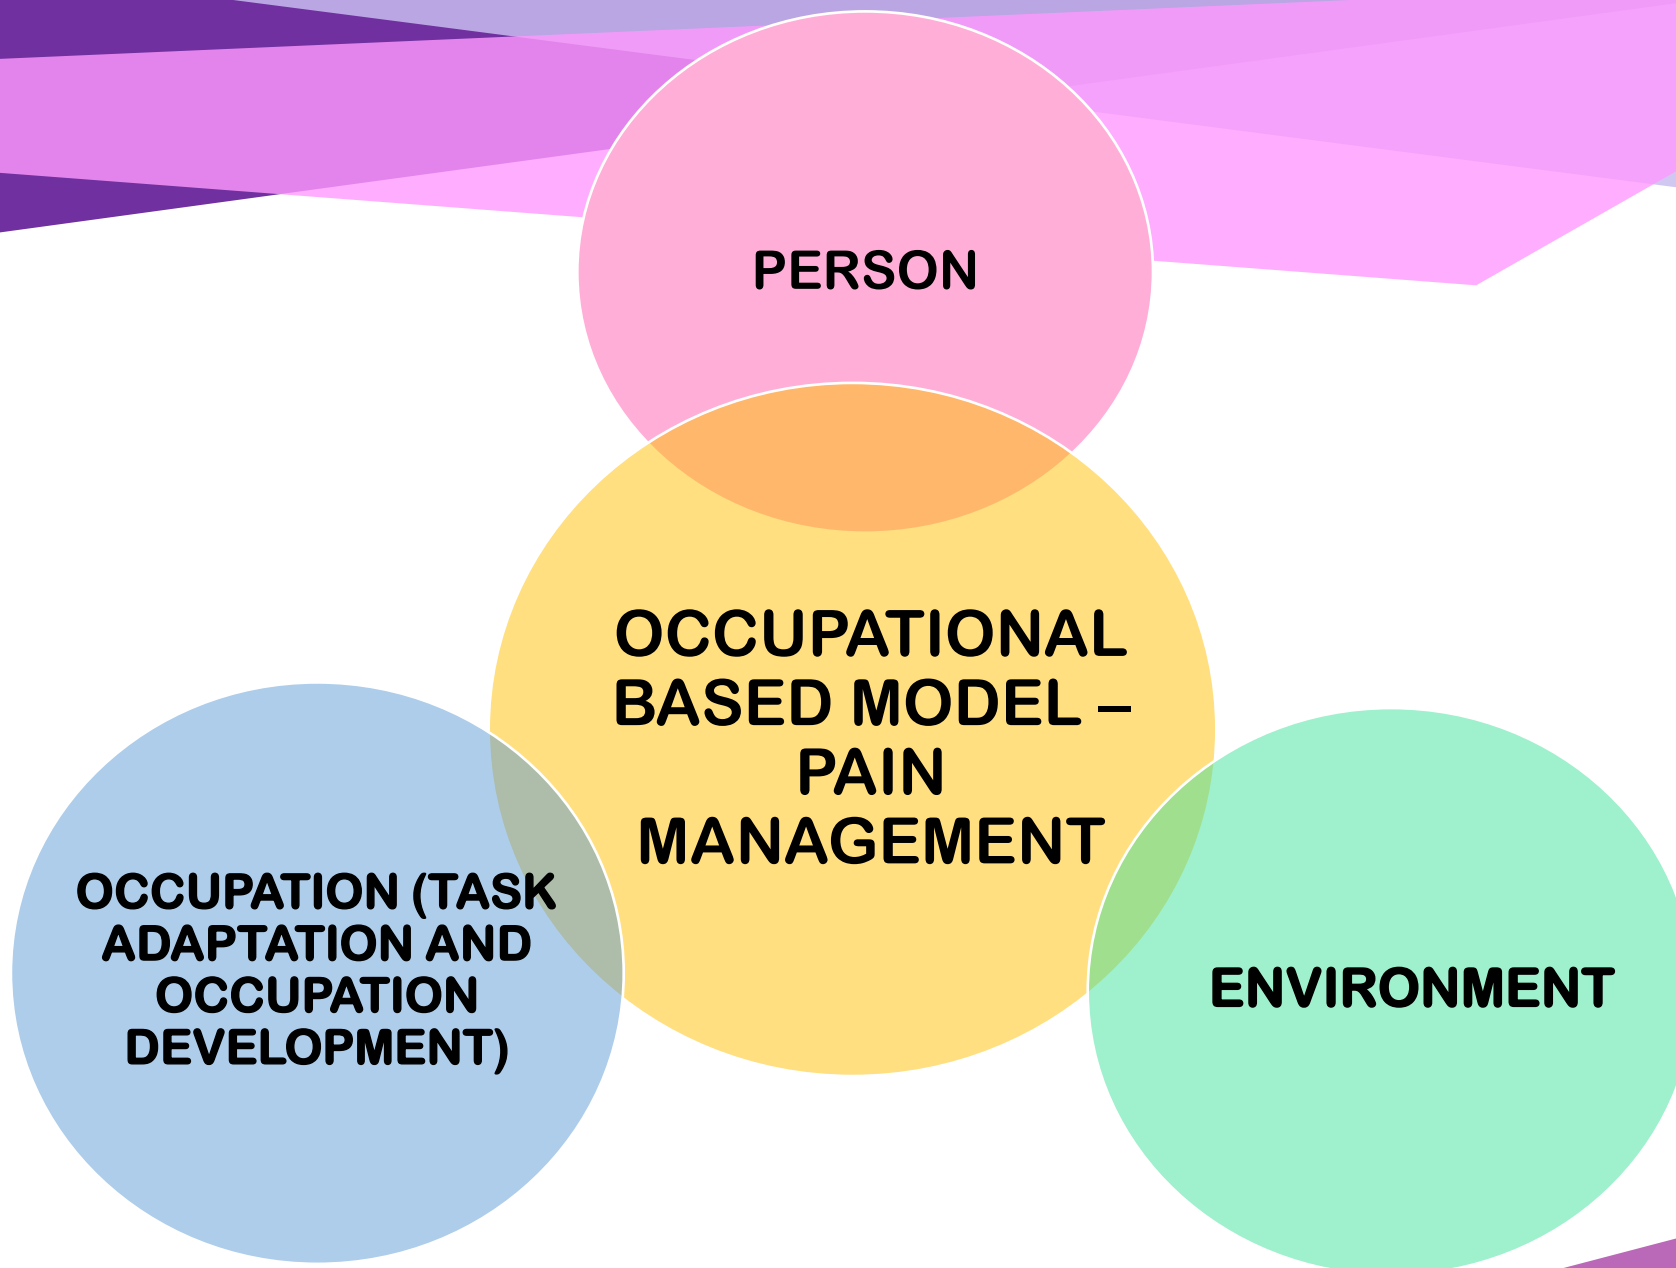 PERSON
OCCUPATIONAL
BASED MODEL –
PAIN
MANAGEMENT
OCCUPATION (TASK
ADAPTATION AND
OCCUPATION
DEVELOPMENT)
ENVIRONMENT